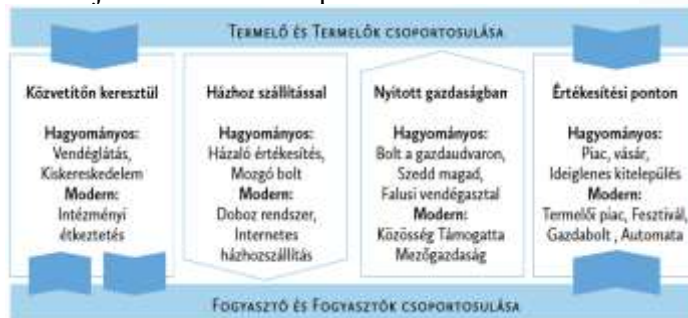 TERMELŐ ÉS TERMELŐK CSOPORTOSULÁSA
Közvetítőn keresztül
Hagyományos:
Vendéglátás,
Kiskereskedelem
Modern:
Intézményi
étkeztetés
Házhoz szállítással
Hagyományos:
Házaló értékesítés,
Mozgó bolt
Modern:
Doboz rendszer,
Internetes
házhozszállítás
Nyitott gazdaságban
Hagyományos:
Bolt a gazdaudvaron,
Szedd magad,
Falusi vendégasztal
Modern:
Közösség Támogatta
Mezőgazdaság
Értékesítési ponton
Hagyományos:
Piac, vásár,
Ideiglenes kitelepülés
Modern:
Termelői piac, Fesztivál,
Gazdabolt , Automata
FOGYASZTÓ ÉS FOGYASZTÓK CSOPORTOSULÁSA